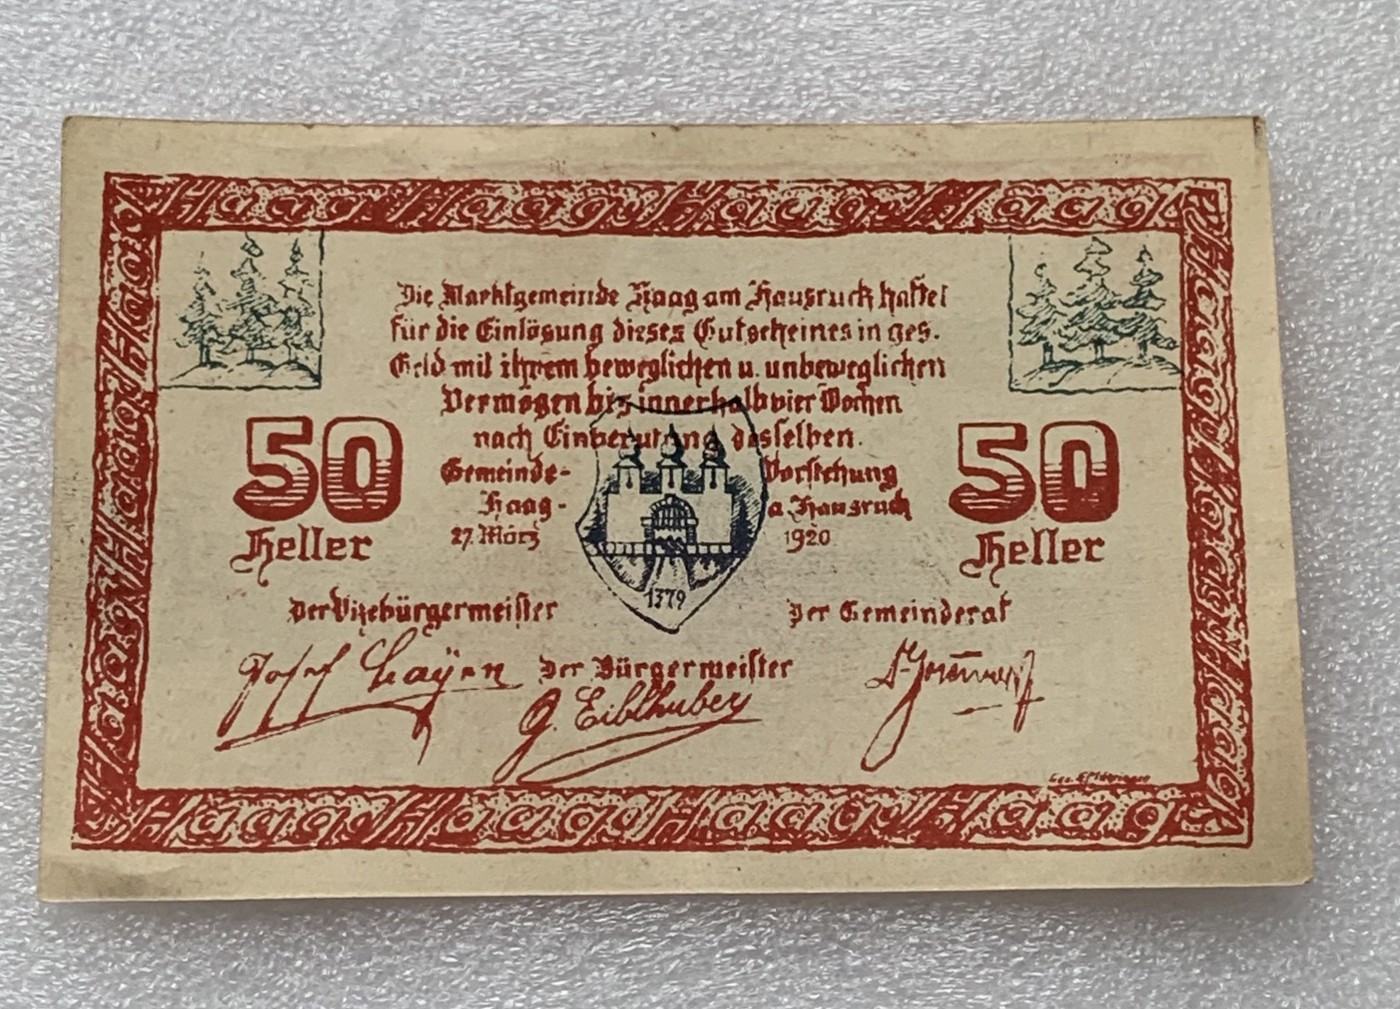 Haag Haag Haag Haag
Die Marktgemeinde Haag am Hausruck haftet
für die Einlösung dieses Gutscheines in ges.
Geld mit ihrem beweglichen u. unbeweglichen
Vermögen bis innerhalb vier Wochen
nach Einberufung desselben.
Gemeinde- Vorstehung
Haag- a. Hausruck
27. März 1920
50 50
Heller Heller
1379
Der Vizebürgermeister Der Gemeinderat
Josef
Der Bürgermeister
G. Eiblhuber
Haag Haag Haag Haag Haag